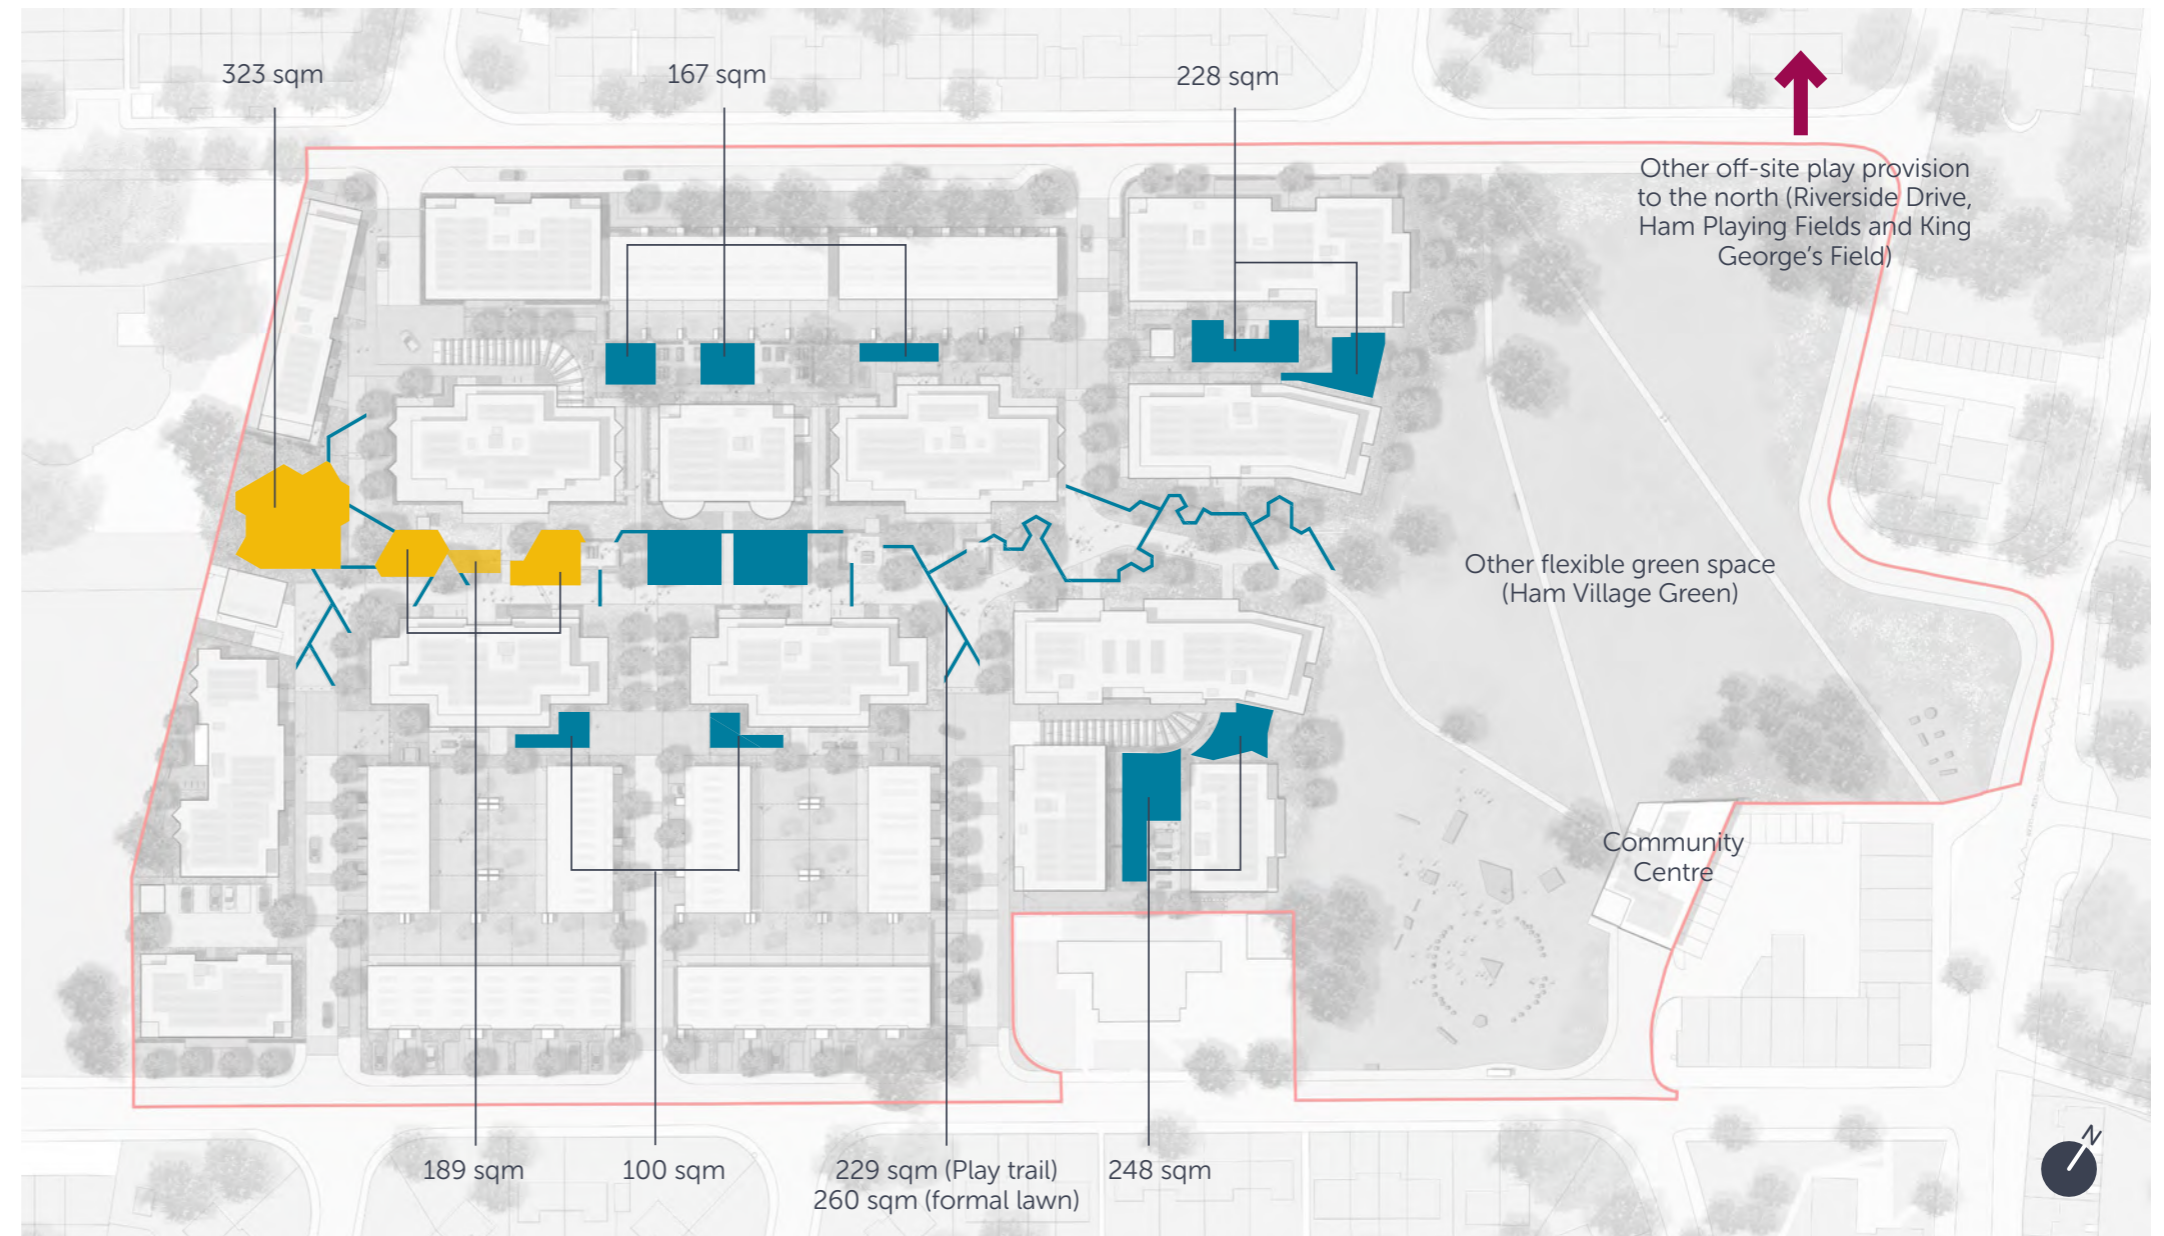 323 sqm
167 sqm
228 sqm
Other off-site play provision
to the north (Riverside Drive,
Ham Playing Fields and King
George's Field)
Other flexible green space
(Ham Village Green)
Community
Centre
N
189 sqm
100 sqm
229 sqm (Play trail)
260 sqm (formal lawn)
248 sqm